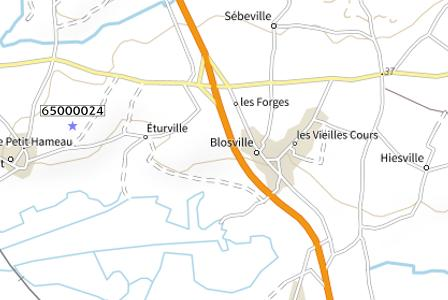 Sébeville
37
les Forges
65000024
Éturville
les Vieilles Cours
e Petit Hameau
Blosville
Hiesville
t